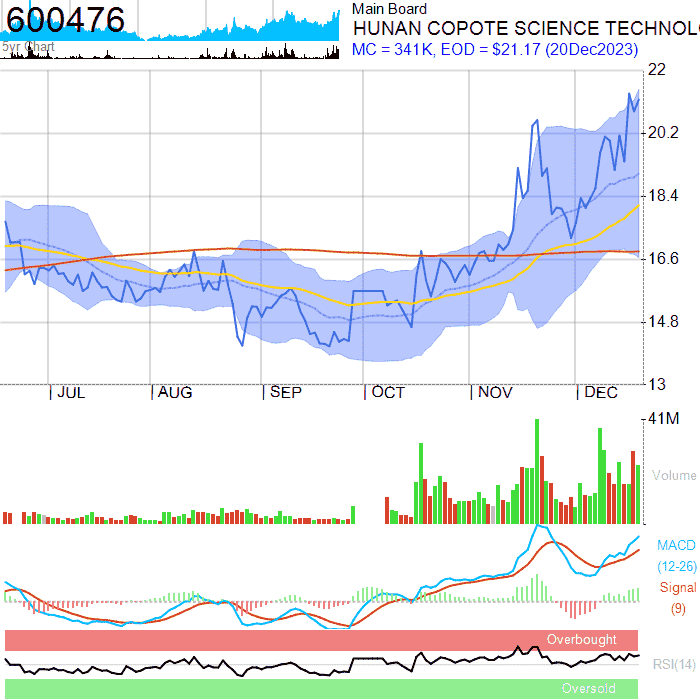 600476
5yr Chart
Main Board
HUNAN COPOTE SCIENCE TECHNOLO
MC = 341K, EOD = $21.17 (20Dec2023)
22
20.2
18.4
16.6
14.8
13
JUL AUG SEP OCT NOV DEC
41M
Volume
MACD
(12-26)
Signal
(9)
Overbought
RSI(14)
Oversold